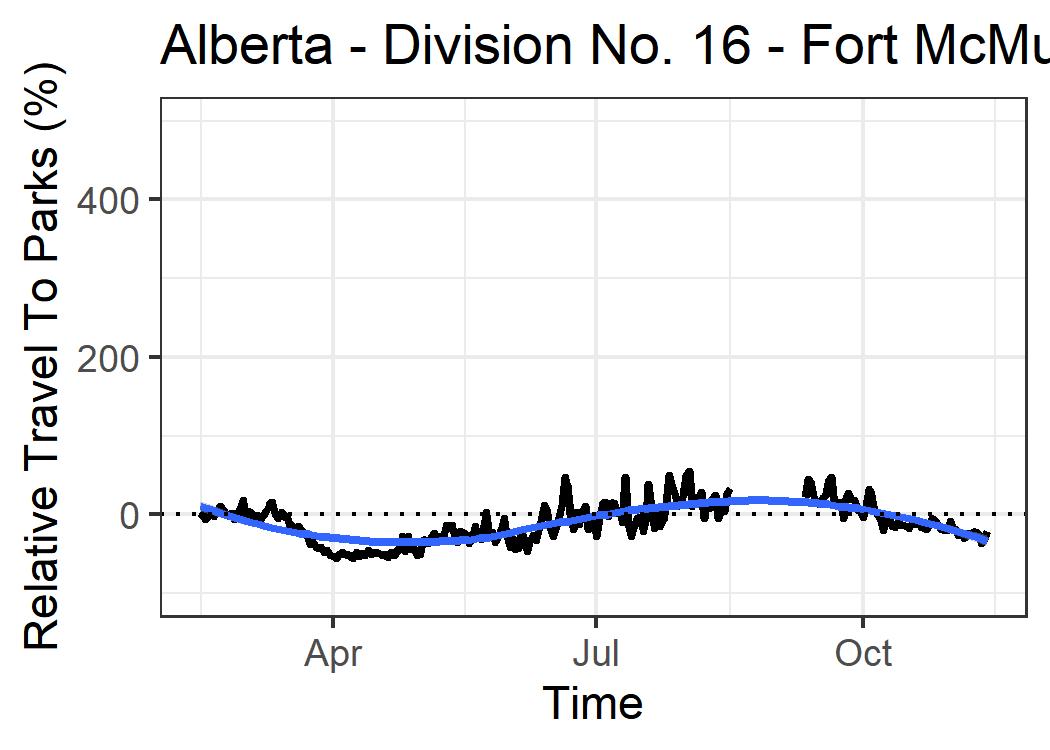 Alberta - Division No. 16 - Fort McMu
Relative Travel To Parks (%)
400
200
0
Apr Jul Oct
Time